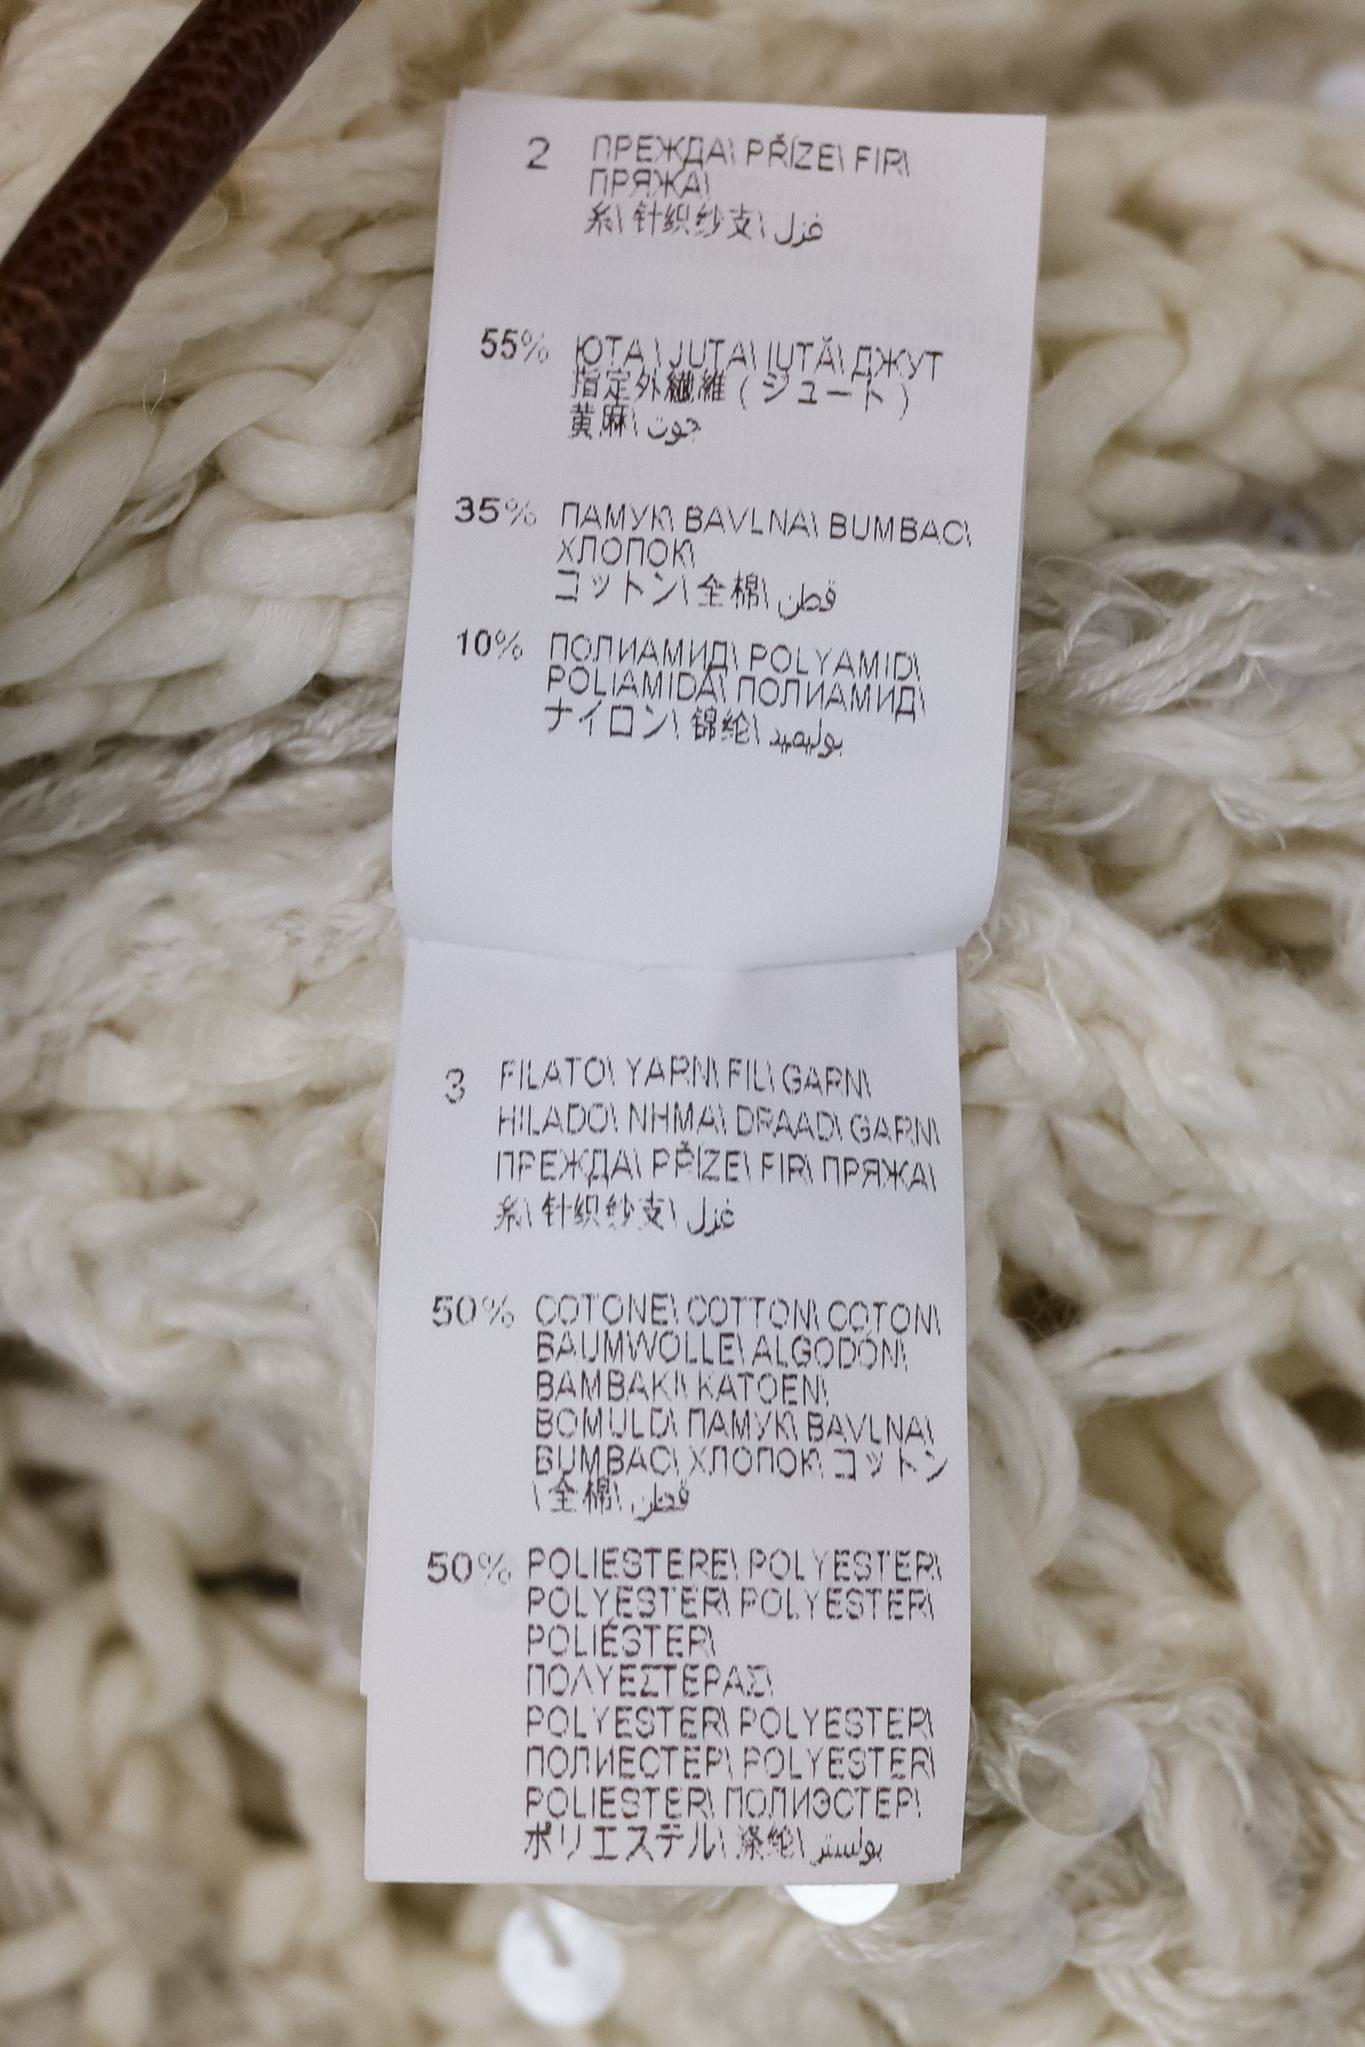 2 ПРЕЖДА\ PŘÍZE\ FIR\
ПРЯЖА\
糸\ 针织纱支\ غزل
55% ЮТА \ JUTA\ IUTĂ\ ДЖУТ
指定外繊維 ( ジュート )
黄麻\ جوت
35% ПАМУК\ BAVLNA\ BUMBAC\
ХЛОПОК\
コットン\ 全棉\ قطن
10% ПОЛИАМИД\ POLYAMID\
POLIAMIDĂ\ ПОЛИАМИД\
ナイロン\ 锦纶\ بوليميد
3 FILATO\ YARN\ FIL\ GARN\
HILADO\ NHMA\ DRAAD\ GARN\
ПРЕЖДА\ PŘÍZE\ FIR\ ПРЯЖА\
糸\ 针织纱支\ غزل
50% COTONE\ COTTON\ COTON\
BAUMWOLLE\ ALGODÓN\
BAMBAKI\ KATOEN\
BOMULD\ ПАМУК\ BAVLNA\
BUMBAC\ ХЛОПОК\ コットン
\ 全棉\ قطن
50% POLIESTERE\ POLYESTER\
POLYESTER\ POLYESTER\
POLIÉSTER\
ΠΟΛΥΕΣΤΕΡΑΣ\
POLYESTER\ POLYESTER\
ПОЛИЕСТЕР\ POLYESTER\
POLIESTER\ ПОЛИЭСТЕР\
ポリエステル\ 涤纶\ بولستر